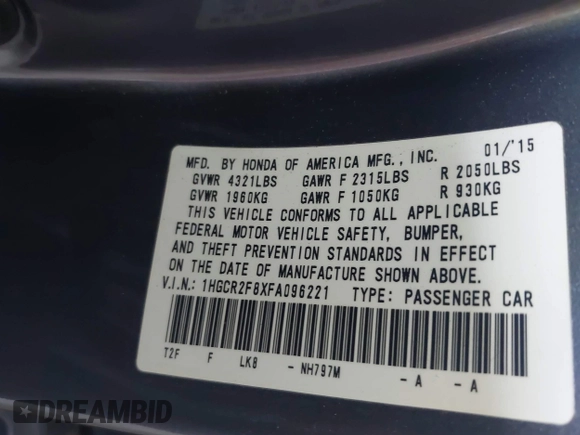 MFD. BY HONDA OF AMERICA MFG., INC. 01/'15
GVWR 4321LBS GAWR F 2315LBS R 2050LBS
GVWR 1960KG GAWR F 1050KG R 930KG
THIS VEHICLE CONFORMS TO ALL APPLICABLE
FEDERAL MOTOR VEHICLE SAFETY, BUMPER,
AND THEFT PREVENTION STANDARDS IN EFFECT
ON THE DATE OF MANUFACTURE SHOWN ABOVE.
V.I.N.: 1HGCR2F8XFA096221 TYPE: PASSENGER CAR
T2F F LK8 - NH797M - A - A
DREAMBID